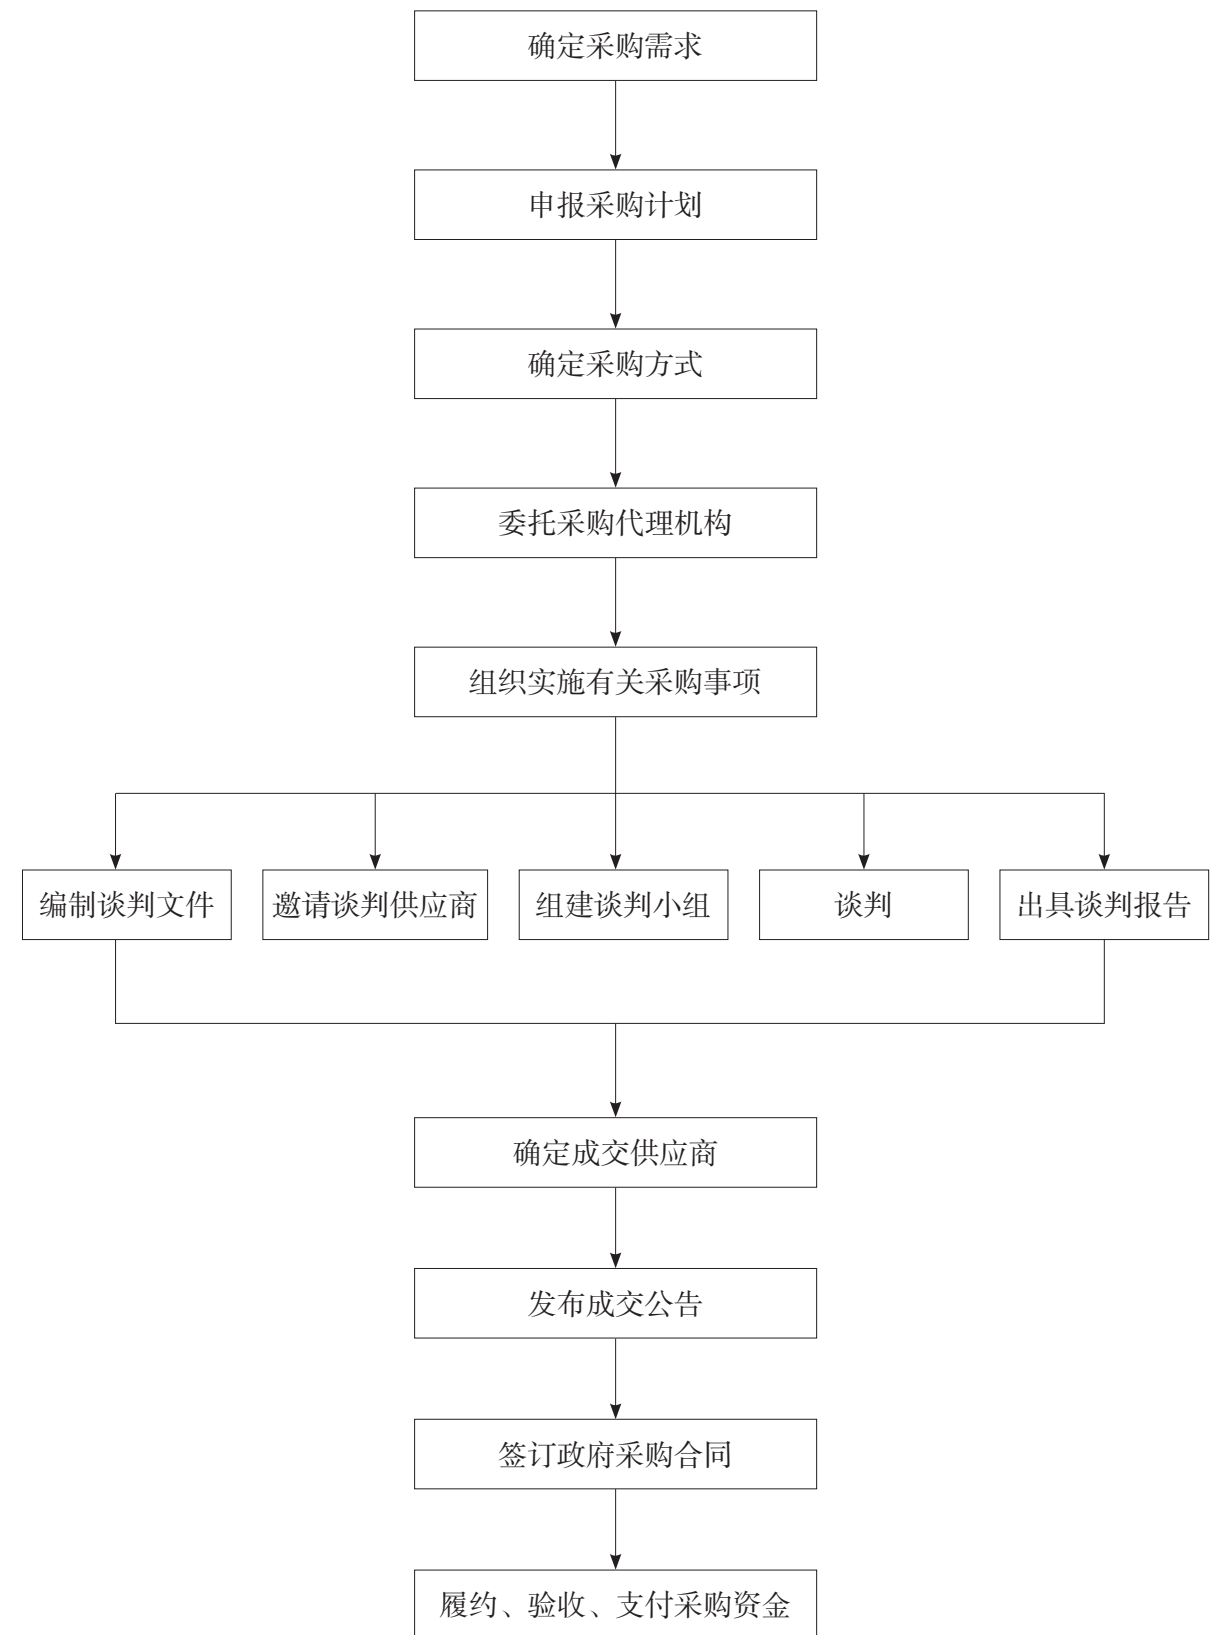 确定采购需求
申报采购计划
确定采购方式
委托采购代理机构
组织实施有关采购事项
编制谈判文件
邀请谈判供应商
组建谈判小组
谈判
出具谈判报告
确定成交供应商
发布成交公告
签订政府采购合同
履约、验收、支付采购资金